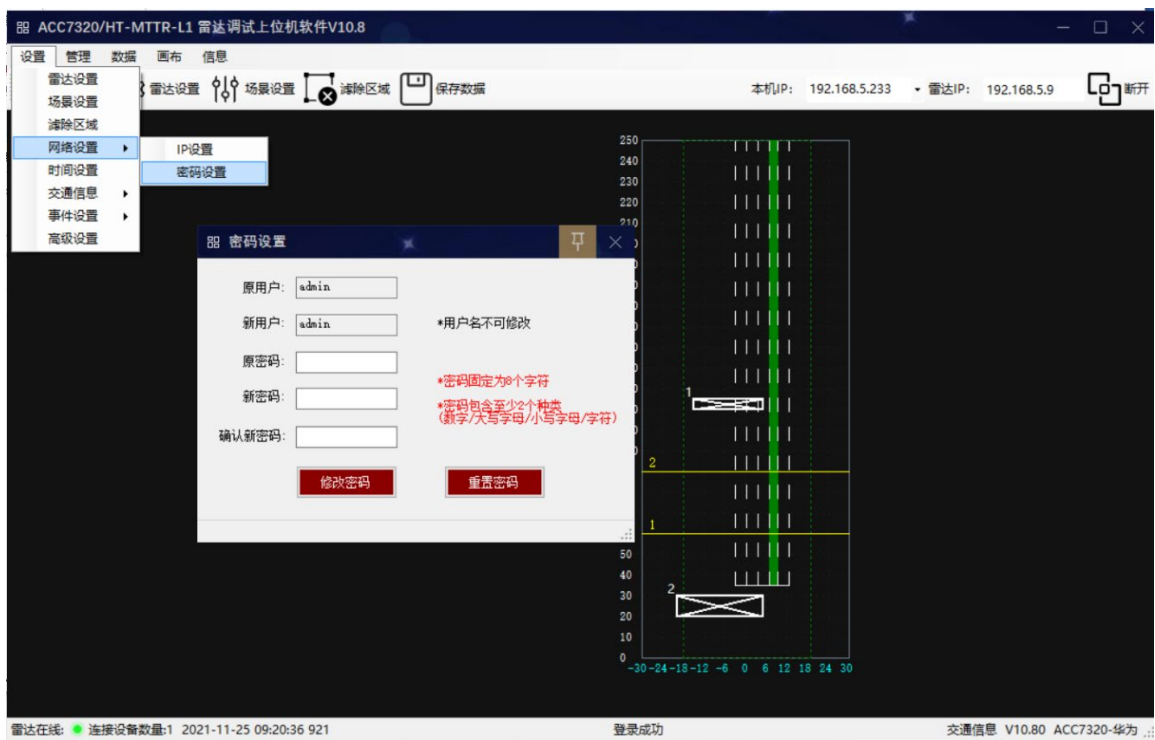 ACC7320/HT-MTTR-L1 雷达调试上位机软件V10.8
设置 管理 数据 画布 信息
雷达设置 场景设置 滤除区域 保存数据 本机IP: 192.168.5.233 雷达IP: 192.168.5.9 断开
雷达设置
场景设置
滤除区域
网络设置
时间设置
交通信息
事件设置
高级设置
IP设置
密码设置
密码设置
原用户: admin
新用户: admin *用户名不可修改
原密码:
*密码固定为8个字符
新密码:
*密码包含至少2个种类
(数字/大写字母/小写字母/字符)
确认新密码:
修改密码 重置密码
250
240
230
220
210
50
40
30
20
10
0
-30 -24 -18 -12 -6 0 6 12 18 24 30
1
2
1
2
雷达在线: 连接设备数量:1 2021-11-25 09:20:36 921 登录成功 交通信息 V10.80 ACC7320-华为